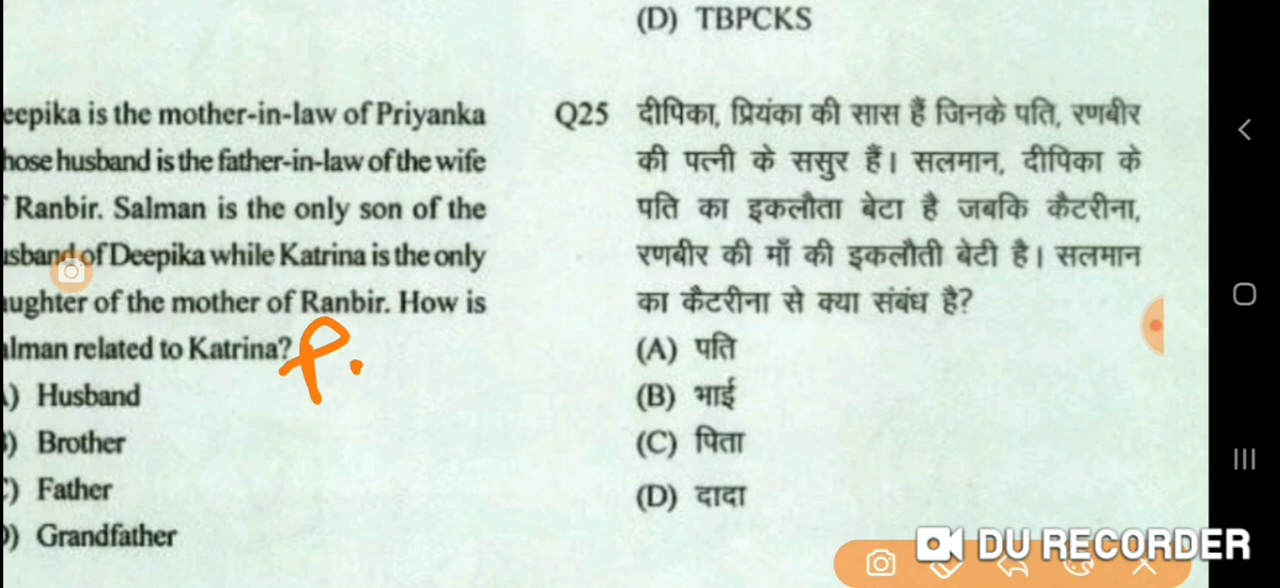 (D) TBPCKS
eepika is the mother-in-law of Priyanka
hose husband is the father-in-law of the wife
Ranbir. Salman is the only son of the
usband of Deepika while Katrina is the only
aughter of the mother of Ranbir. How is
alman related to Katrina?
P.
) Husband
) Brother
) Father
) Grandfather
Q25 दीपिका, प्रियंका की सास हैं जिनके पति, रणबीर
की पत्नी के ससुर हैं। सलमान, दीपिका के
पति का इकलौता बेटा है जबकि कैटरीना,
रणबीर की माँ की इकलौती बेटी है। सलमान
का कैटरीना से क्या संबंध है?
(A) पति
(B) भाई
(C) पिता
(D) दादा
DU RECORDER